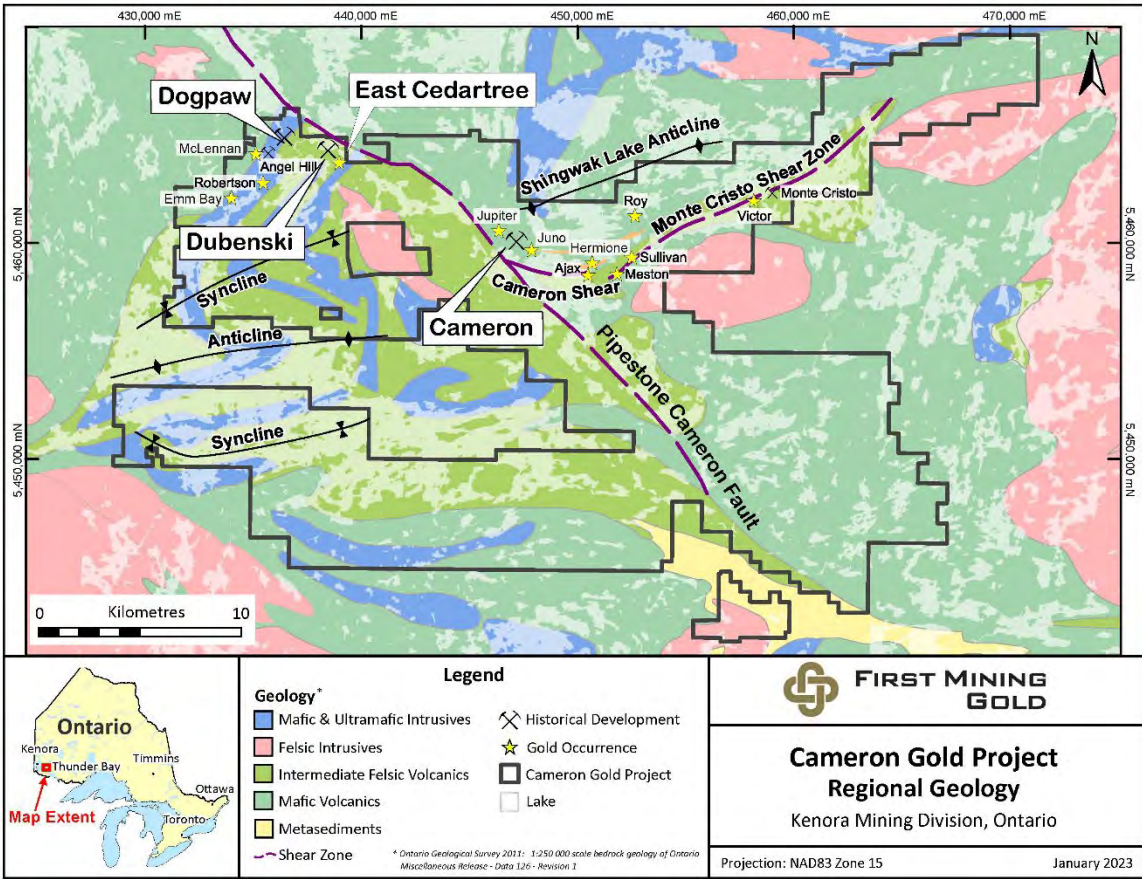 430,000 mE
440,000 mE
450,000 mE
460,000 mE
470,000 mE
N
East Cedartree
Dogpaw
McLennan
Angel Hill
Robertson
Emm Bay
Dubenski
Shingwak Lake Anticline
Monte Cristo Shear Zone
Monte Cristo
Victor
Roy
Jupiter
Juno
Hermione
Sullivan
Ajax
Meston
Cameron Shear
Cameron
Pipestone Cameron Fault
Syncline
Anticline
Syncline
5,460,000 mN
5,450,000 mN
5,460,000 mN
5,450,000 mN
0 Kilometres 10
Ontario
Kenora
Thunder Bay
Timmins
Ottawa
Toronto
Map Extent
Legend
Geology*
Mafic & Ultramafic Intrusives
Felsic Intrusives
Intermediate Felsic Volcanics
Mafic Volcanics
Metasediments
Shear Zone
Historical Development
Gold Occurrence
Cameron Gold Project
Lake
* Ontario Geological Survey 2011: 1:250 000 scale bedrock geology of Ontario
Miscellaneous Release - Data 126 - Revision 1
FIRST MINING
GOLD
Cameron Gold Project
Regional Geology
Kenora Mining Division, Ontario
Projection: NAD83 Zone 15
January 2023